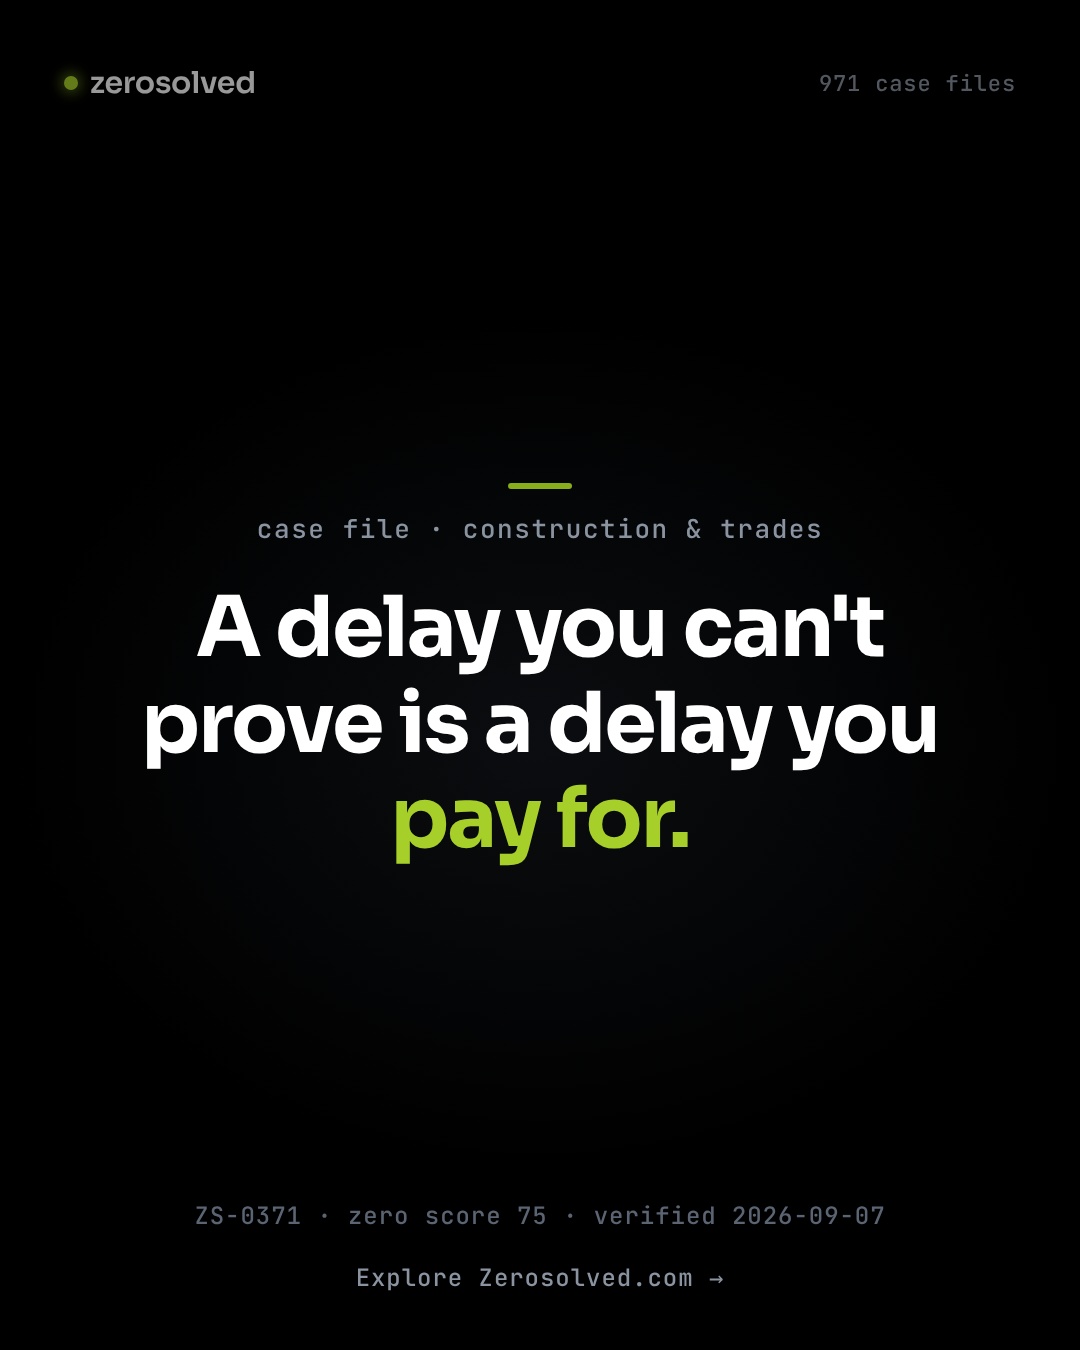 zerosolved
971 case files
case file · construction & trades
A delay you can't
prove is a delay you
pay for.
ZS-0371 · zero score 75 · verified 2026-09-07
Explore Zerosolved.com →